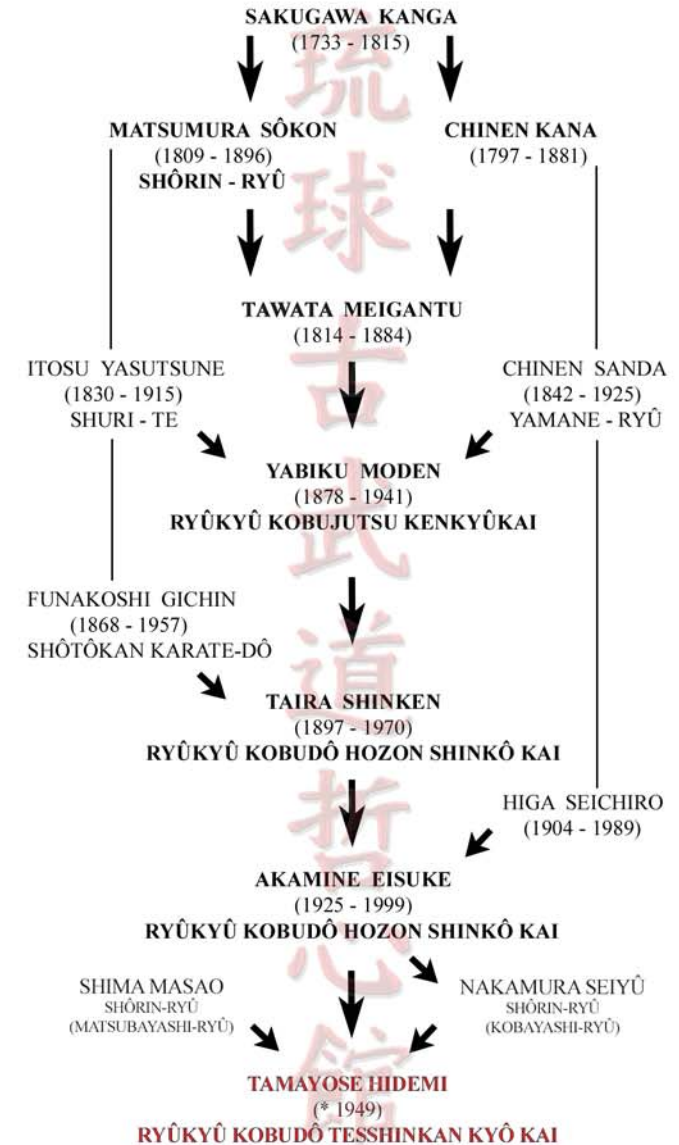 SAKUGAWA KANGA
(1733 - 1815)
MATSUMURA SÔKON
(1809 - 1896)
SHÔRIN - RYÛ
CHINEN KANA
(1797 - 1881)
TAWATA MEIGANTU
(1814 - 1884)
ITOSU YASUTSUNE
(1830 - 1915)
SHURI - TE
CHINEN SANDA
(1842 - 1925)
YAMANE - RYÛ
YABIKU MODEN
(1878 - 1941)
RYÛKYÛ KOBUJUTSU KENKYÛKAI
FUNAKOSHI GICHIN
(1868 - 1957)
SHÔTÔKAN KARATE-DÔ
TAIRA SHINKEN
(1897 - 1970)
RYÛKYÛ KOBUDÔ HOZON SHINKÔ KAI
HIGA SEICHIRO
(1904 - 1989)
AKAMINE EISUKE
(1925 - 1999)
RYÛKYÛ KOBUDÔ HOZON SHINKÔ KAI
SHIMA MASAO
SHÔRIN-RYÛ
(MATSUBAYASHI-RYÛ)
NAKAMURA SEIYÛ
SHÔRIN-RYÛ
(KOBAYASHI-RYÛ)
TAMAYOSE HIDEMI
(* 1949)
RYÛKYÛ KOBUDÔ TESSHINKAN KYÔ KAI
琉
球
古
武
道
哲
心
館